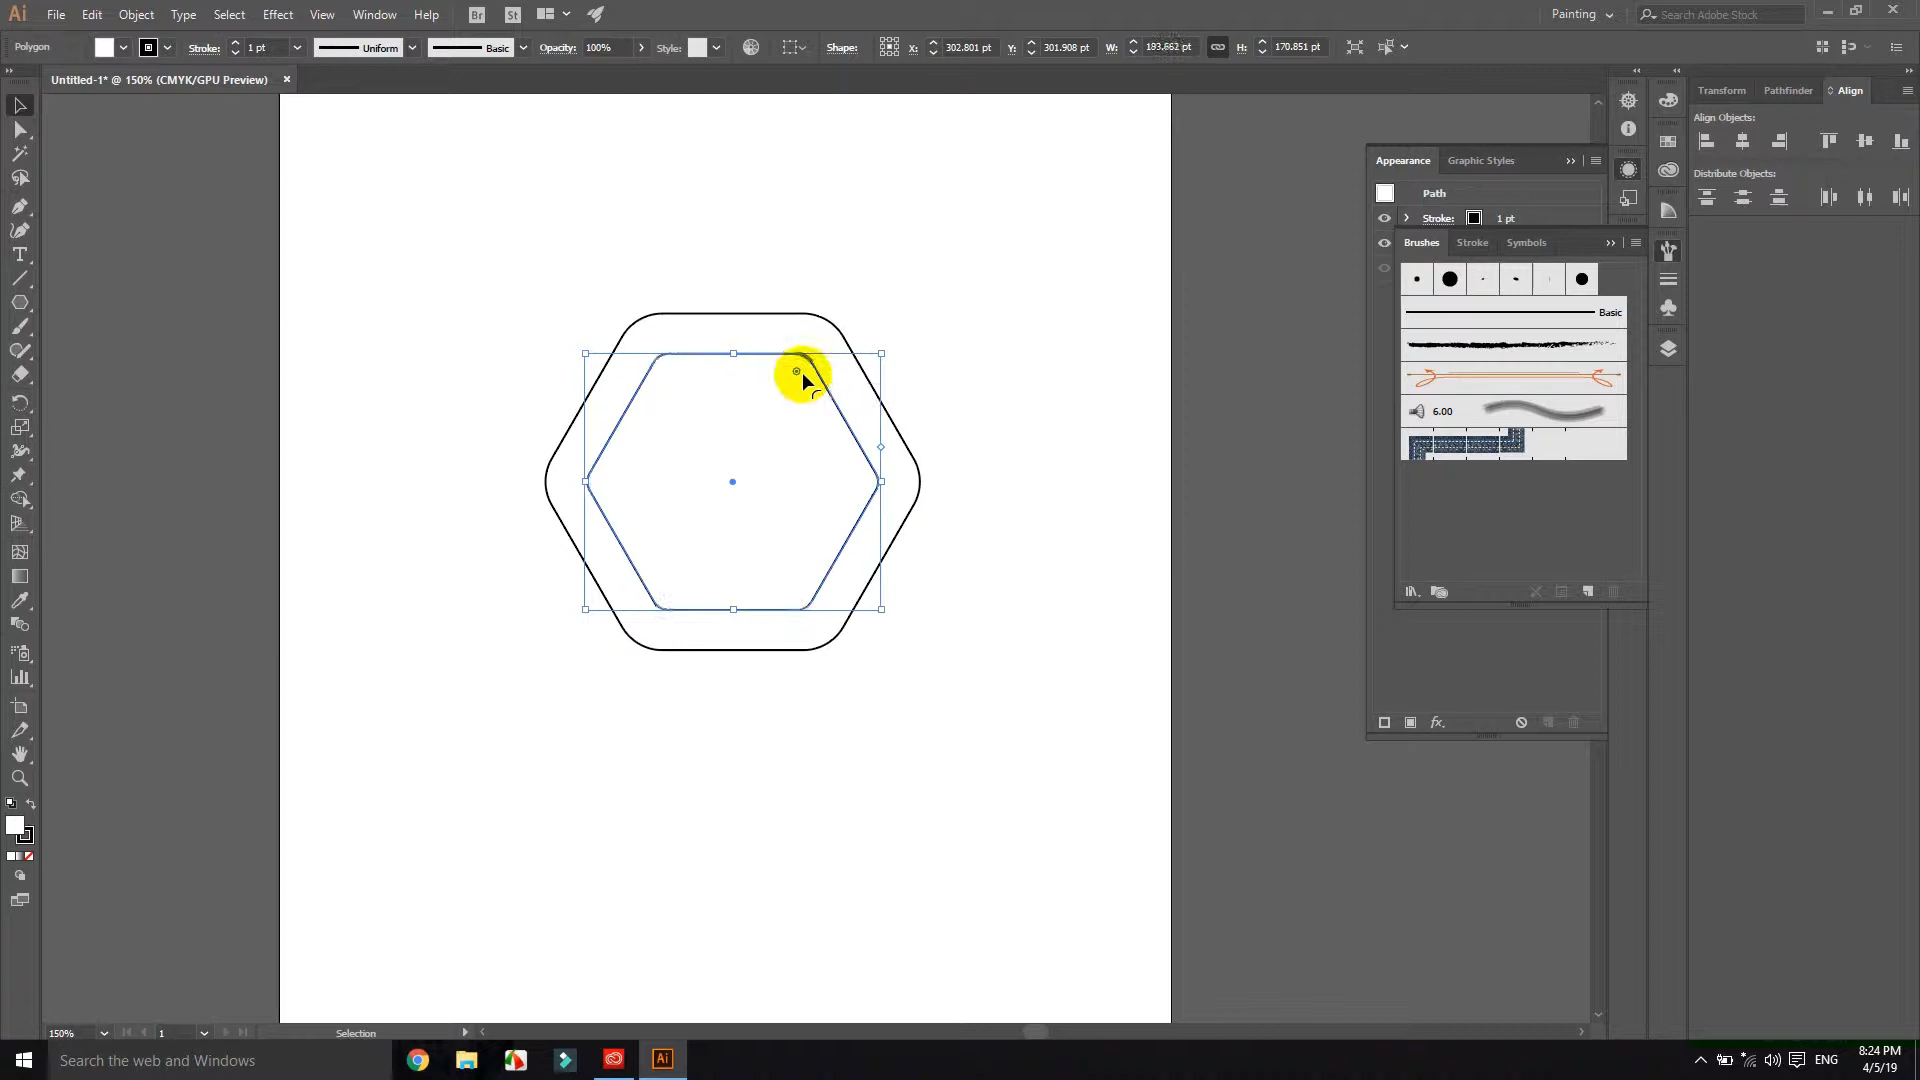 Ai File Edit Object Type Select Effect View Window Help Br St Painting Search Adobe Stock
Polygon Stroke: 1 pt Uniform Basic Opacity: 100% Style: Shape: X: 302.801 pt Y: 301.908 pt W: 193.662 pt H: 170.851 pt
Untitled-1* @ 150% (CMYK/GPU Preview)
Transform Pathfinder Align
Align Objects:
Distribute Objects:
Appearance Graphic Styles
Path
Stroke: 1 pt
Brushes Stroke Symbols
Basic
6.00
fx.
150% 1 Selection
Search the web and Windows
Ai
ENG
8:24 PM
4/5/19